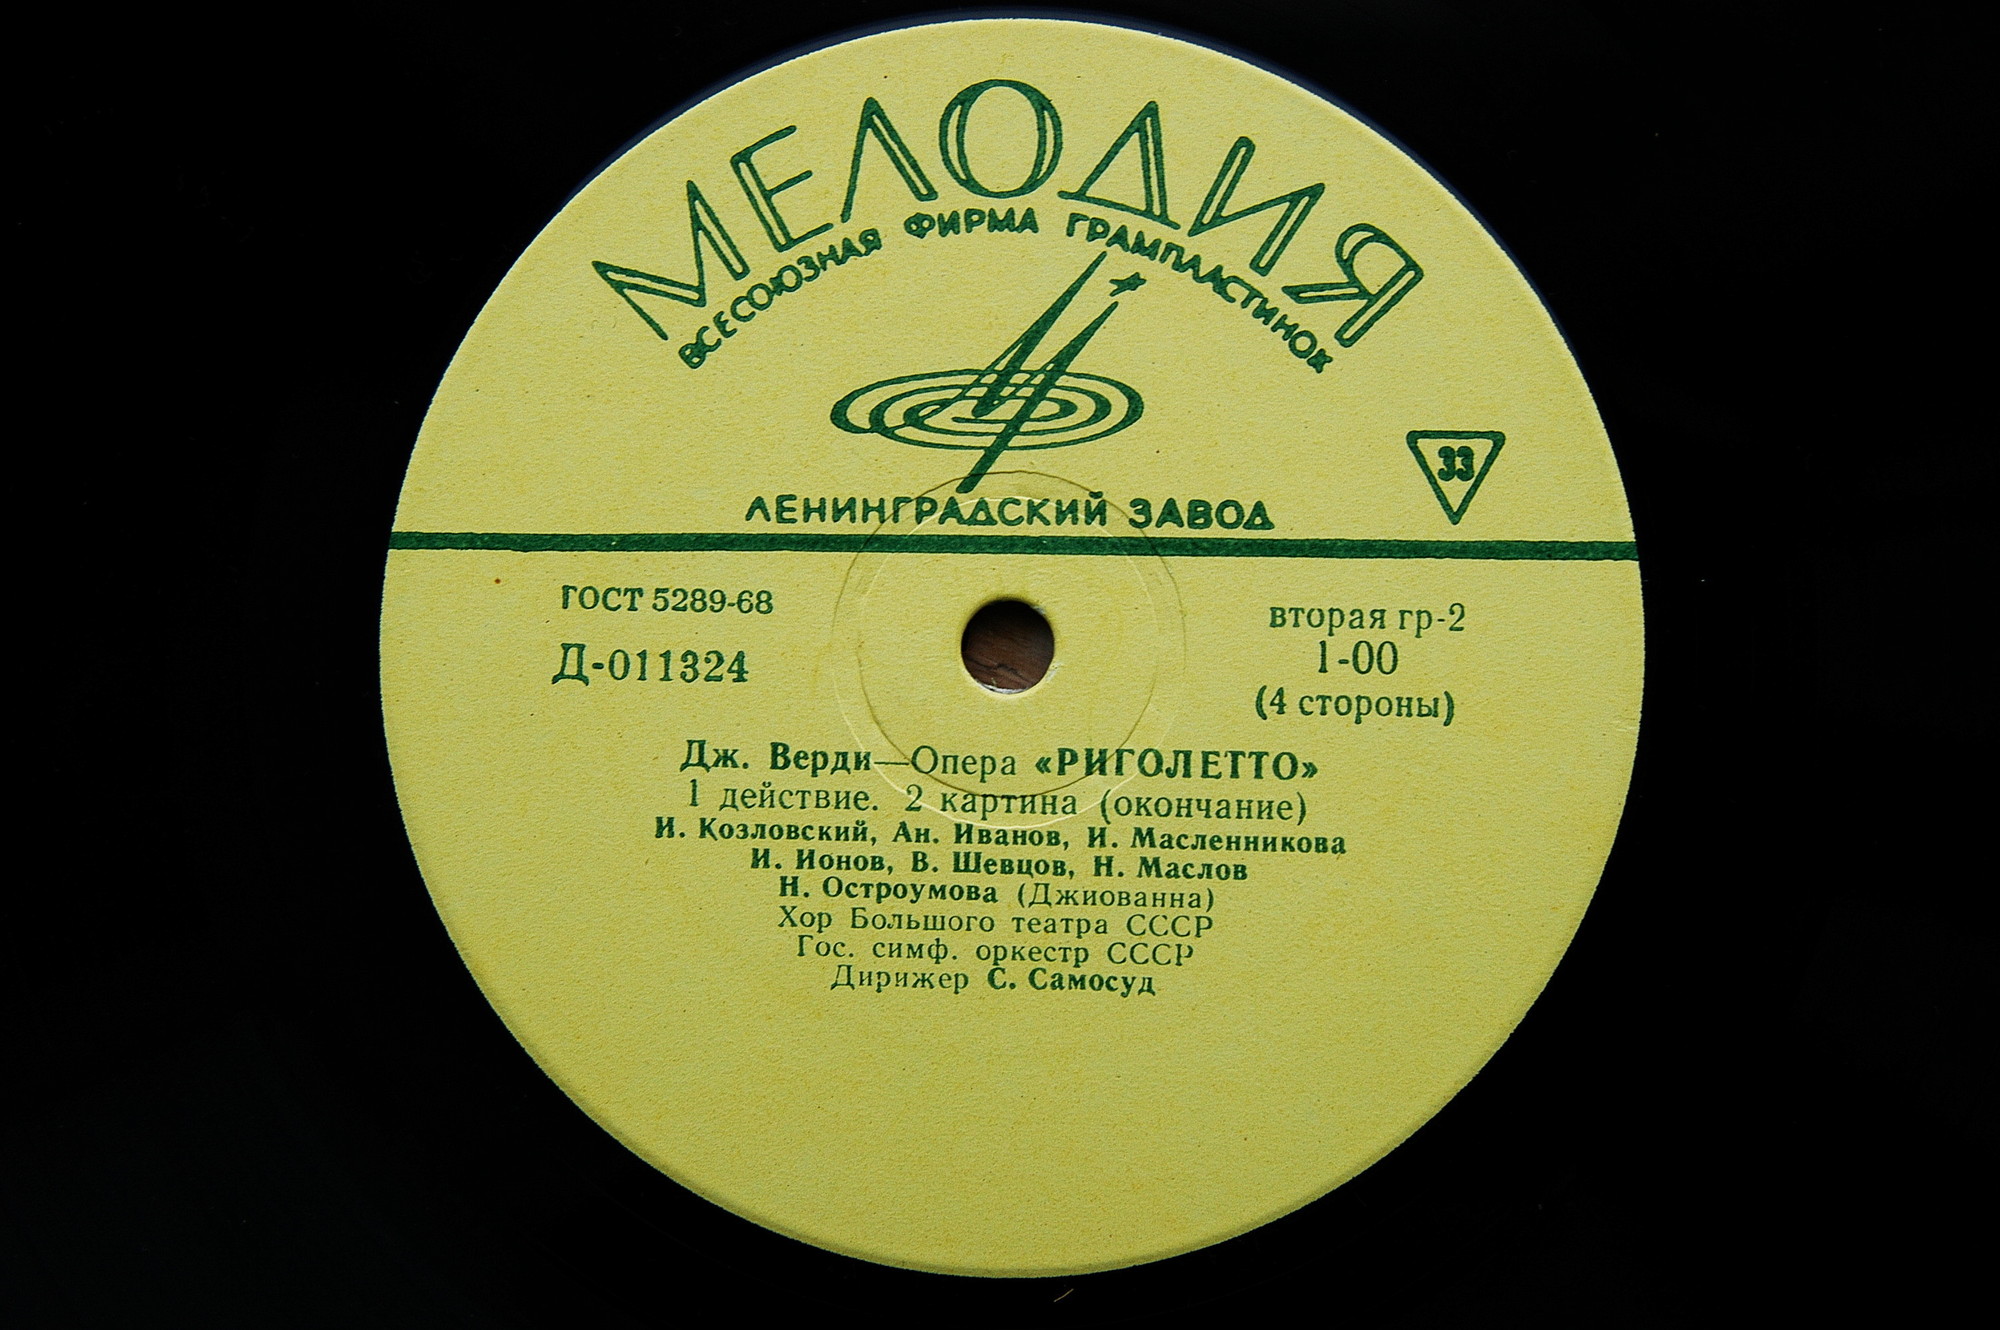 МЕЛОДИЯ
ВСЕСОЮЗНАЯ ФИРМА ГРАМПЛАСТИНОК
33
ЛЕНИНГРАДСКИЙ ЗАВОД
ГОСТ 5289-68
Д-011324
вторая гр-2
1-00
(4 стороны)
Дж. Верди—Опера «РИГОЛЕТТО»
1 действие. 2 картина (окончание)
И. Козловский, Ан. Иванов, И. Масленникова
И. Ионов, В. Шевцов, Н. Маслов
Н. Остроумова (Джиованна)
Хор Большого театра СССР
Гос. симф. оркестр СССР
Дирижер С. Самосуд